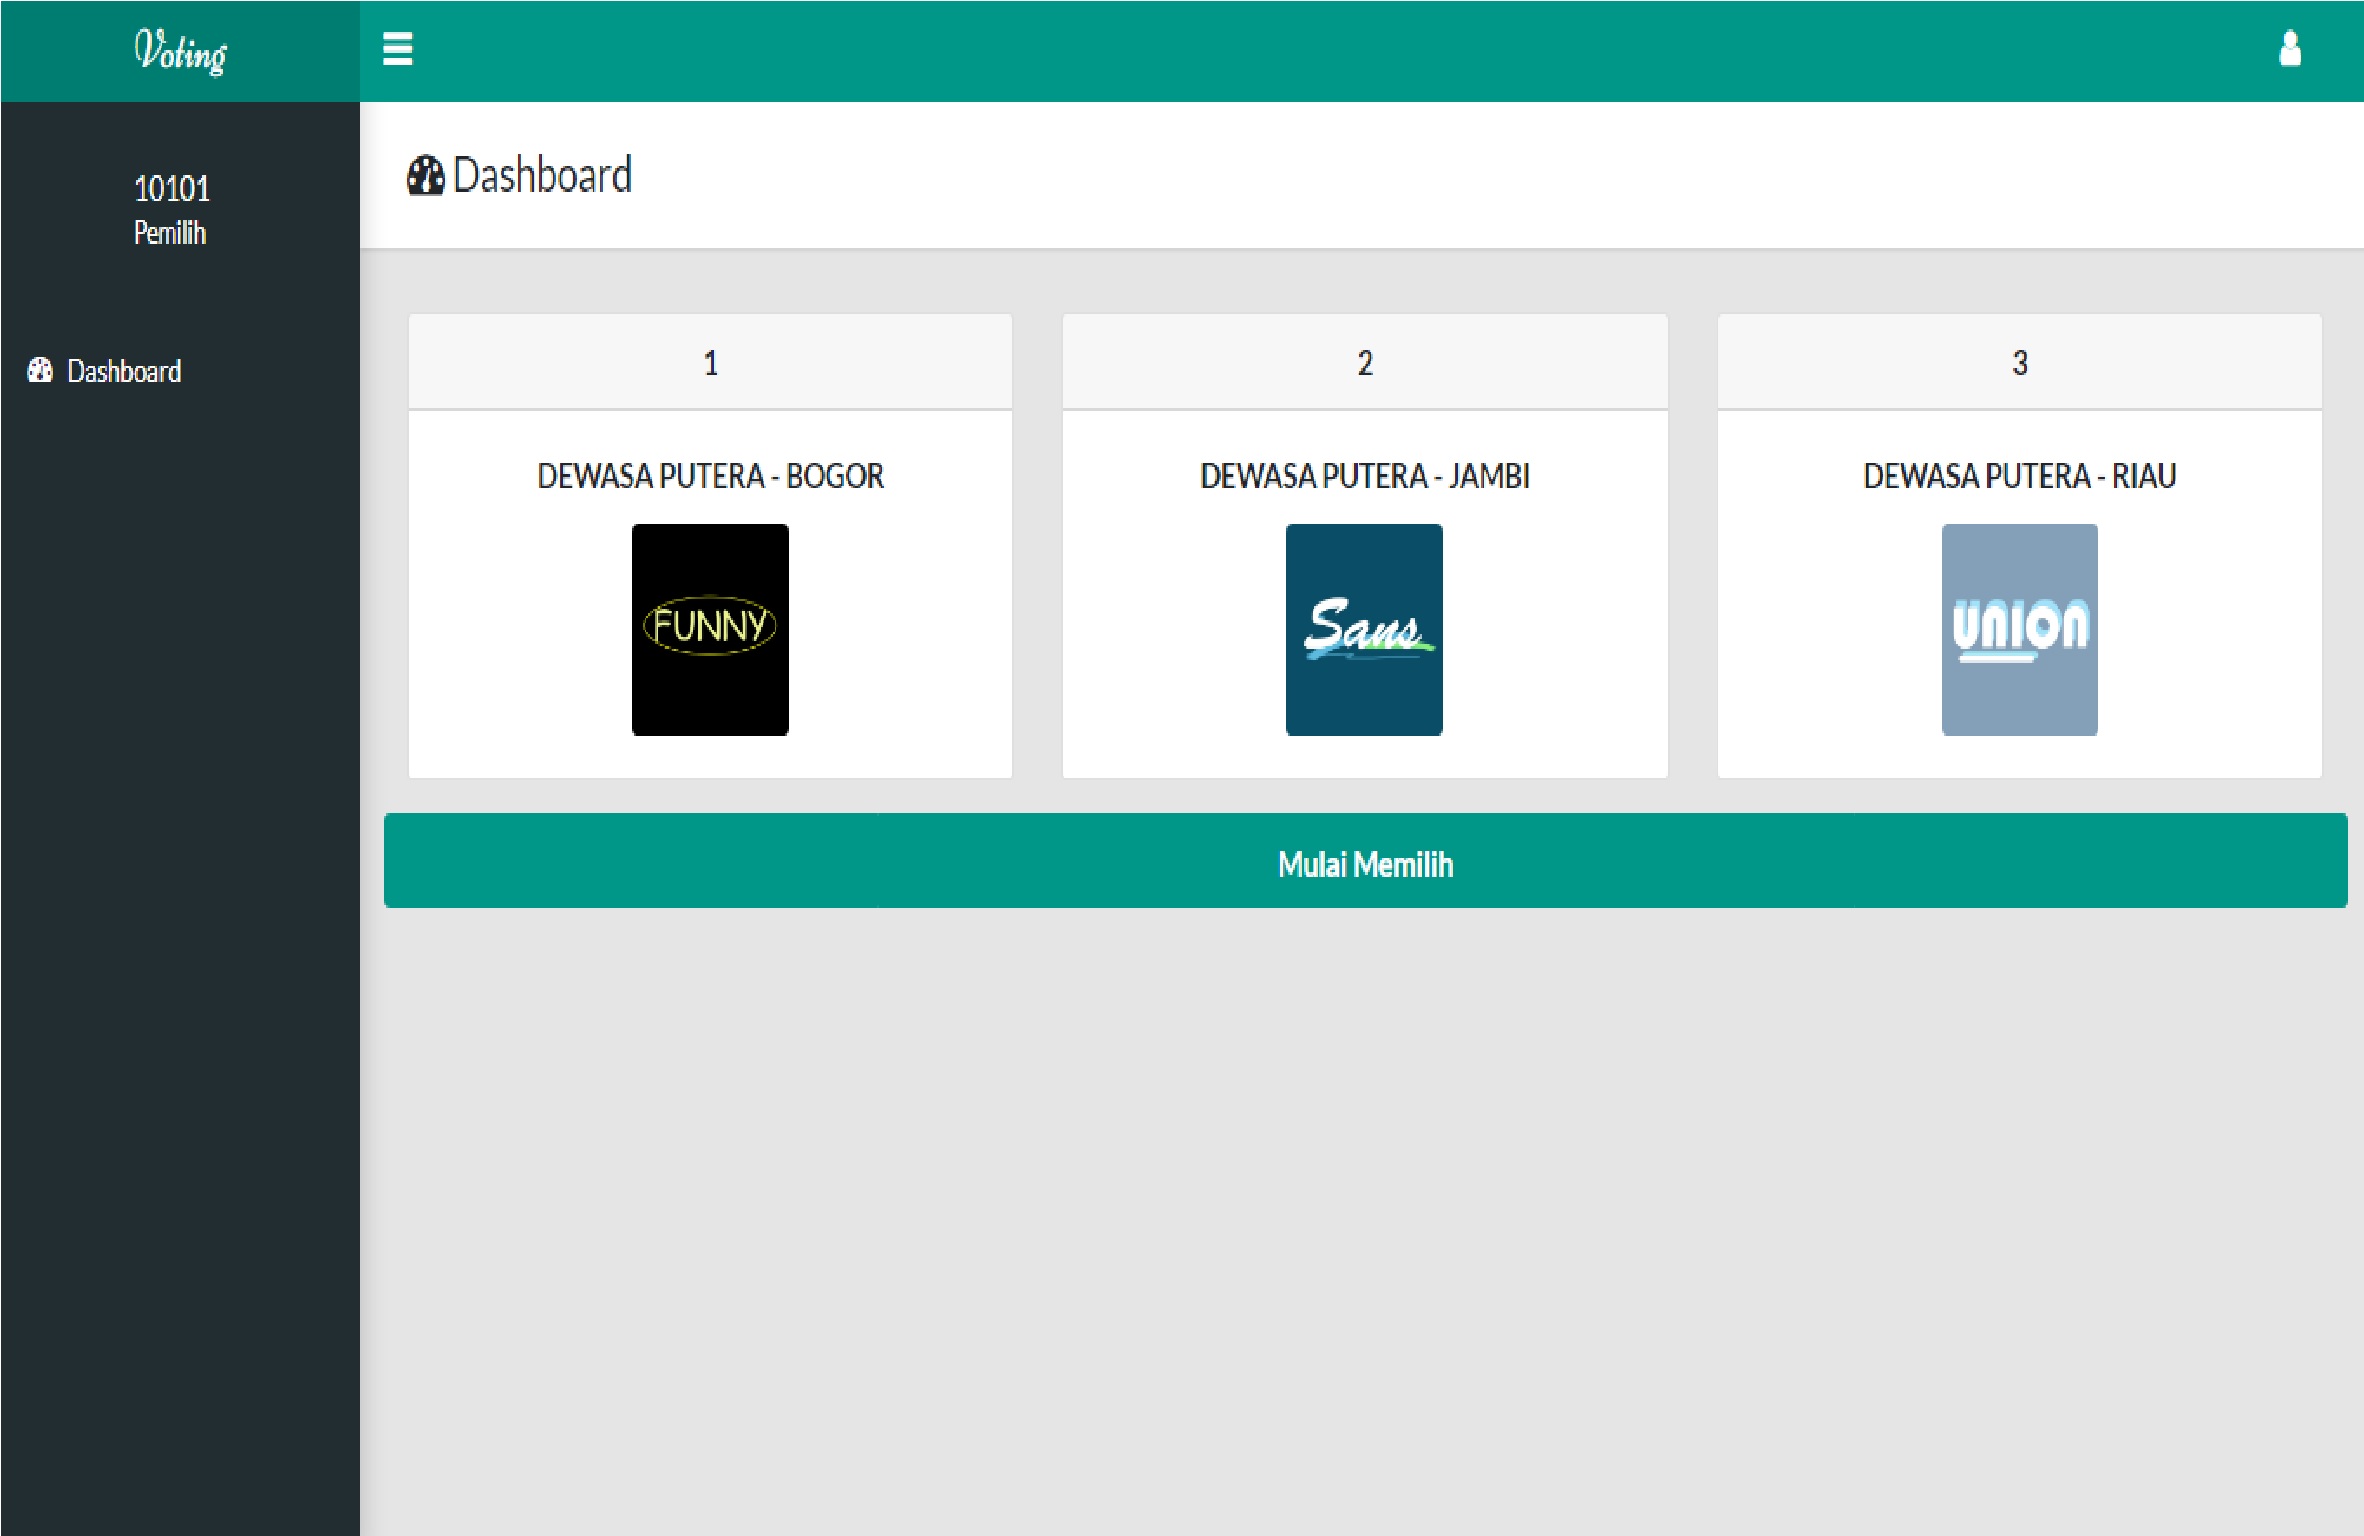 Voting
10101
Pemilih
Dashboard
Dashboard
1
DEWASA PUTERA - BOGOR
FUNNY
2
DEWASA PUTERA - JAMBI
Sans
3
DEWASA PUTERA - RIAU
UNION
Mulai Memilih